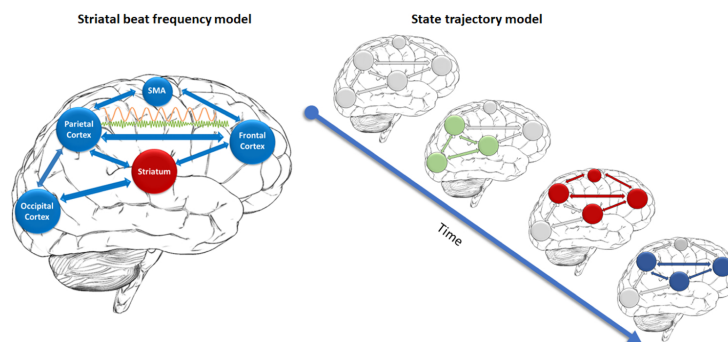 Striatal beat frequency model
State trajectory model
SMA
Parietal
Cortex
Frontal
Cortex
Striatum
Occipital
Cortex
Time